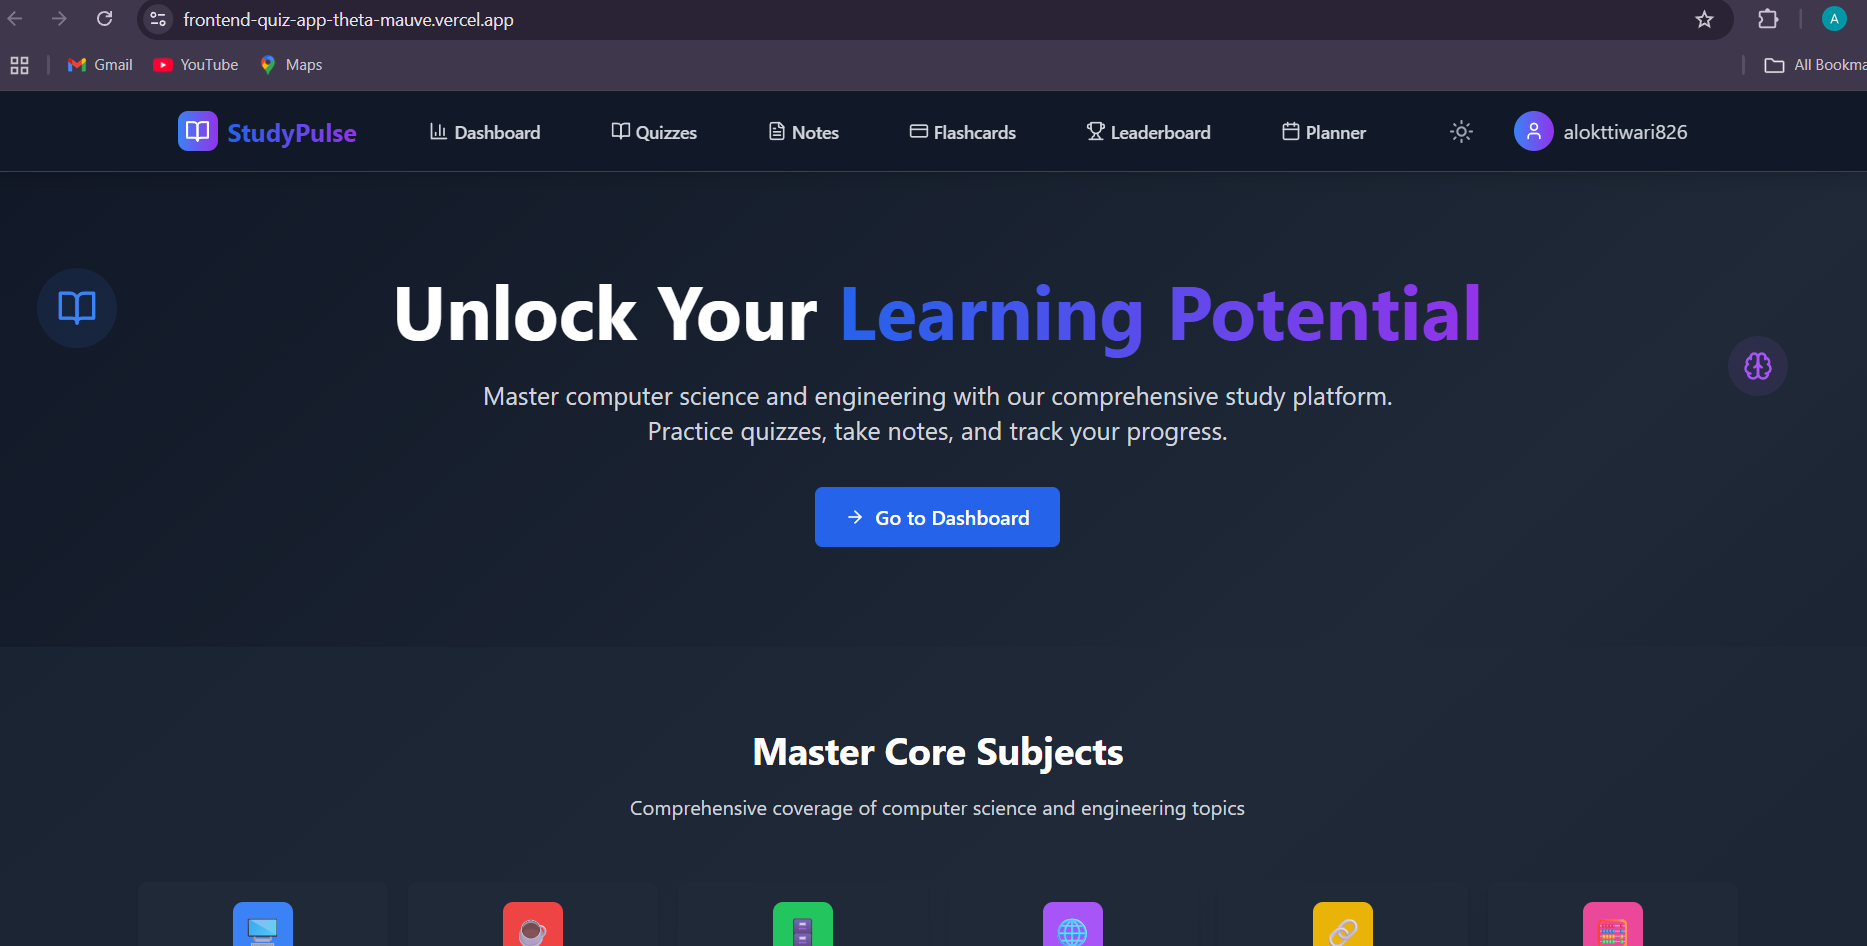 frontend-quiz-app-theta-mauve.vercel.app
A
Gmail YouTube Maps
All Bookma
StudyPulse Dashboard Quizzes Notes Flashcards Leaderboard Planner alokttiwari826
Unlock Your Learning Potential
Master computer science and engineering with our comprehensive study platform.
Practice quizzes, take notes, and track your progress.
Go to Dashboard
Master Core Subjects
Comprehensive coverage of computer science and engineering topics